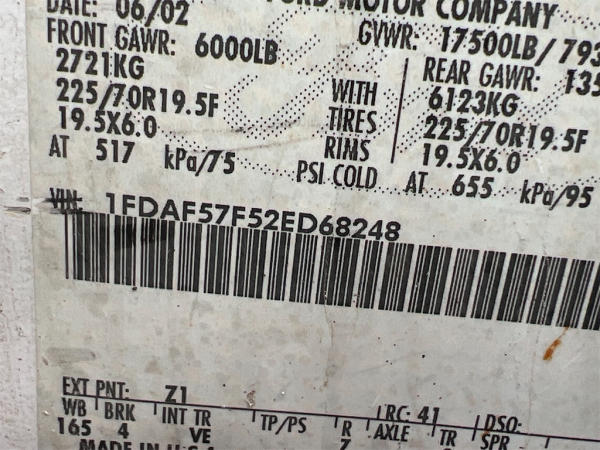 DATE: 06/02
FORD MOTOR COMPANY
FRONT GAWR: 6000LB
GVWR: 17500LB/ 793
2721KG
REAR GAWR: 135
225/70R19.5F
WITH
6123KG
19.5X6.0
TIRES
225/70R19.5F
RIMS
19.5X6.0
AT 517 kPa/75
PSI COLD
AT 655 kPa/95
VIN: 1FDAF57F52ED68248
EXT PNT: Z1
RC: 41
DSO:
WB BRK INT TR TP/PS R AXLE TR SPR
165 4 VE
MADE IN U.S.A